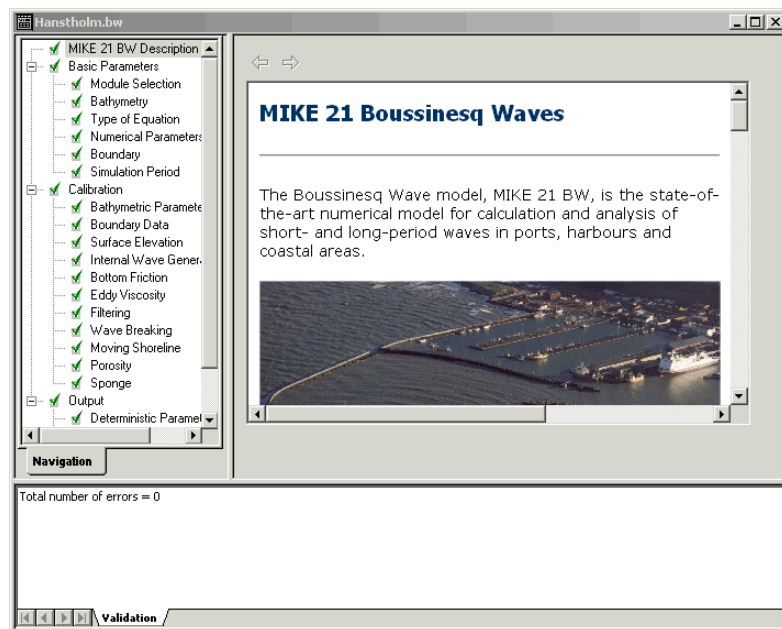 Hanstholm.bw
MIKE 21 BW Description
Basic Parameters
Module Selection
Bathymetry
Type of Equation
Numerical Parameters
Boundary
Simulation Period
Calibration
Bathymetric Paramete
Boundary Data
Surface Elevation
Internal Wave Gener
Bottom Friction
Eddy Viscosity
Filtering
Wave Breaking
Moving Shoreline
Porosity
Sponge
Output
Deterministic Paramet
Navigation
MIKE 21 Boussinesq Waves
The Boussinesq Wave model, MIKE 21 BW, is the state-of-
the-art numerical model for calculation and analysis of
short- and long-period waves in ports, harbours and
coastal areas.
Total number of errors = 0
Validation